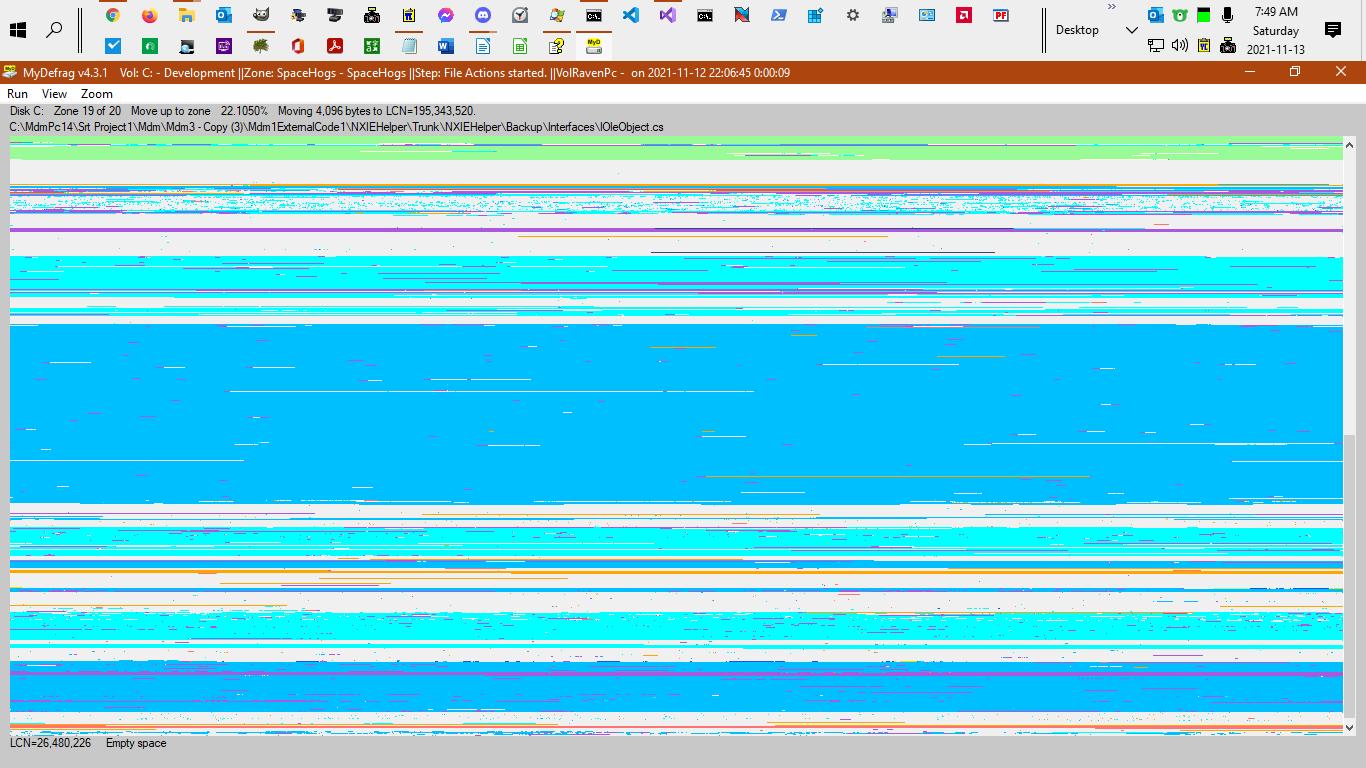 7:49 AM
Saturday
2021-11-13
Desktop
MyDefrag v4.3.1 Vol: C: - Development ||Zone: SpaceHogs - SpaceHogs ||Step: File Actions started. ||VolRavenPc - on 2021-11-12 22:06:45 0:00:09
Run View Zoom
Disk C: Zone 19 of 20 Move up to zone 22.1050% Moving 4,096 bytes to LCN=195,343,520.
C:\MdmPc14\Srt Project1\Mdm\Mdm3 - Copy (3)\Mdm1ExternalCode1\NXIEHelper\Trunk\NXIEHelper\Backup\Interfaces\IOleObject.cs
LCN=26,480,226 Empty space